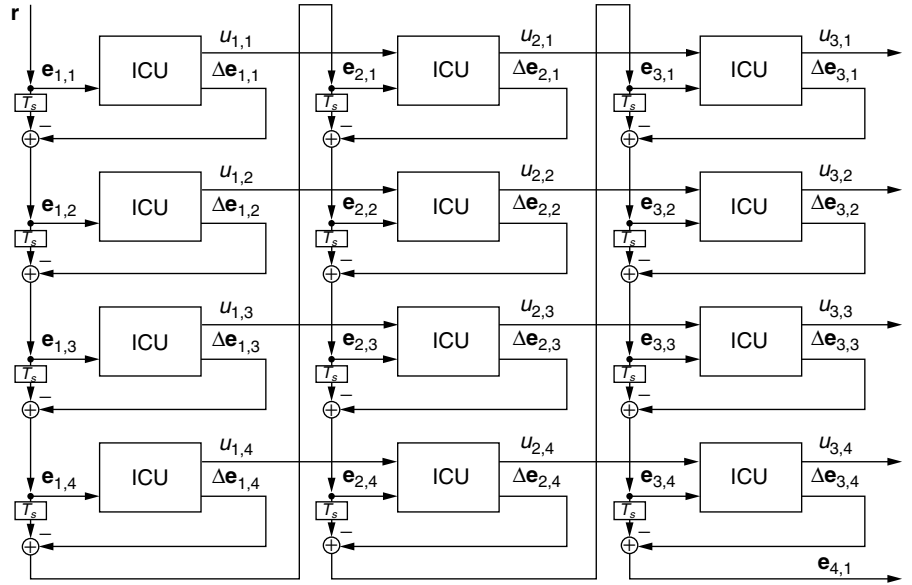 r
u1,1 u2,1 u3,1
e1,1 ICU Δe1,1 e2,1 ICU Δe2,1 e3,1 ICU Δe3,1
Ts Ts Ts
− − −
+ + +
u1,2 u2,2 u3,2
e1,2 ICU Δe1,2 e2,2 ICU Δe2,2 e3,2 ICU Δe3,2
Ts Ts Ts
− − −
+ + +
u1,3 u2,3 u3,3
e1,3 ICU Δe1,3 e2,3 ICU Δe2,3 e3,3 ICU Δe3,3
Ts Ts Ts
− − −
+ + +
u1,4 u2,4 u3,4
e1,4 ICU Δe1,4 e2,4 ICU Δe2,4 e3,4 ICU Δe3,4
Ts Ts Ts
− − −
+ + +
e4,1